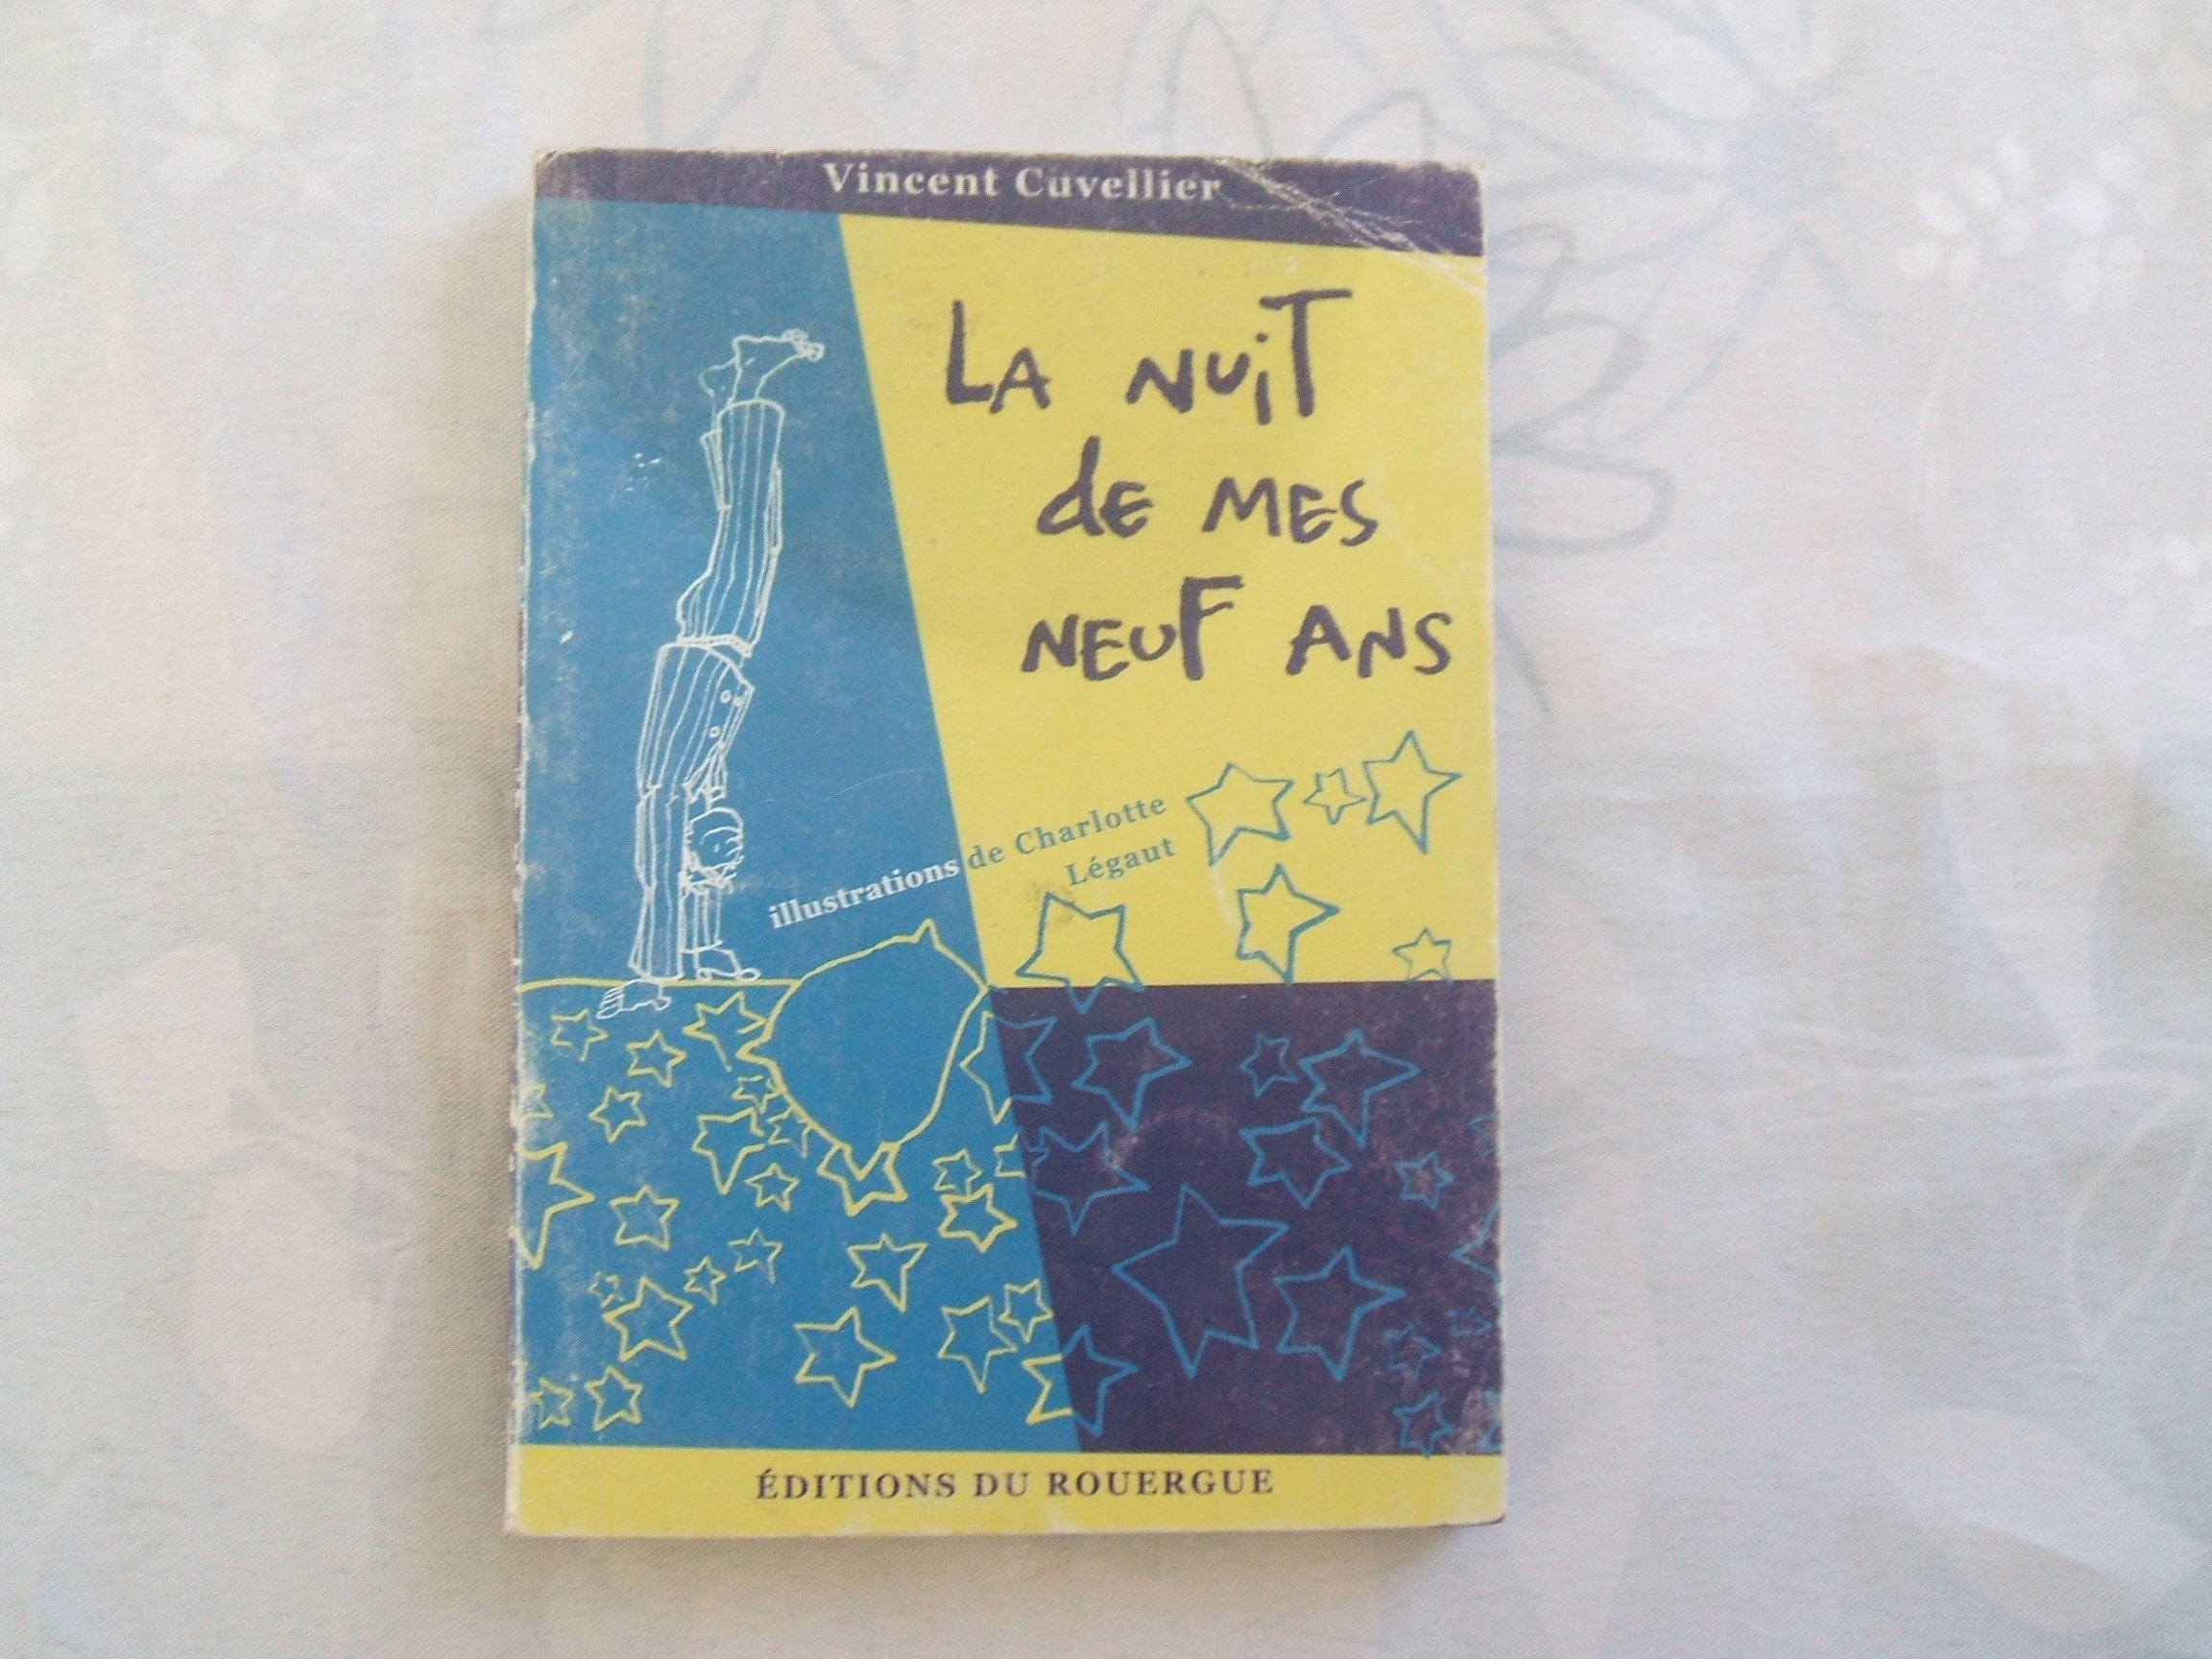 Vincent Cuvellier
LA NUiT
de MES
NEUF ANS
illustrations de Charlotte
Légaut
ÉDITIONS DU ROUERGUE